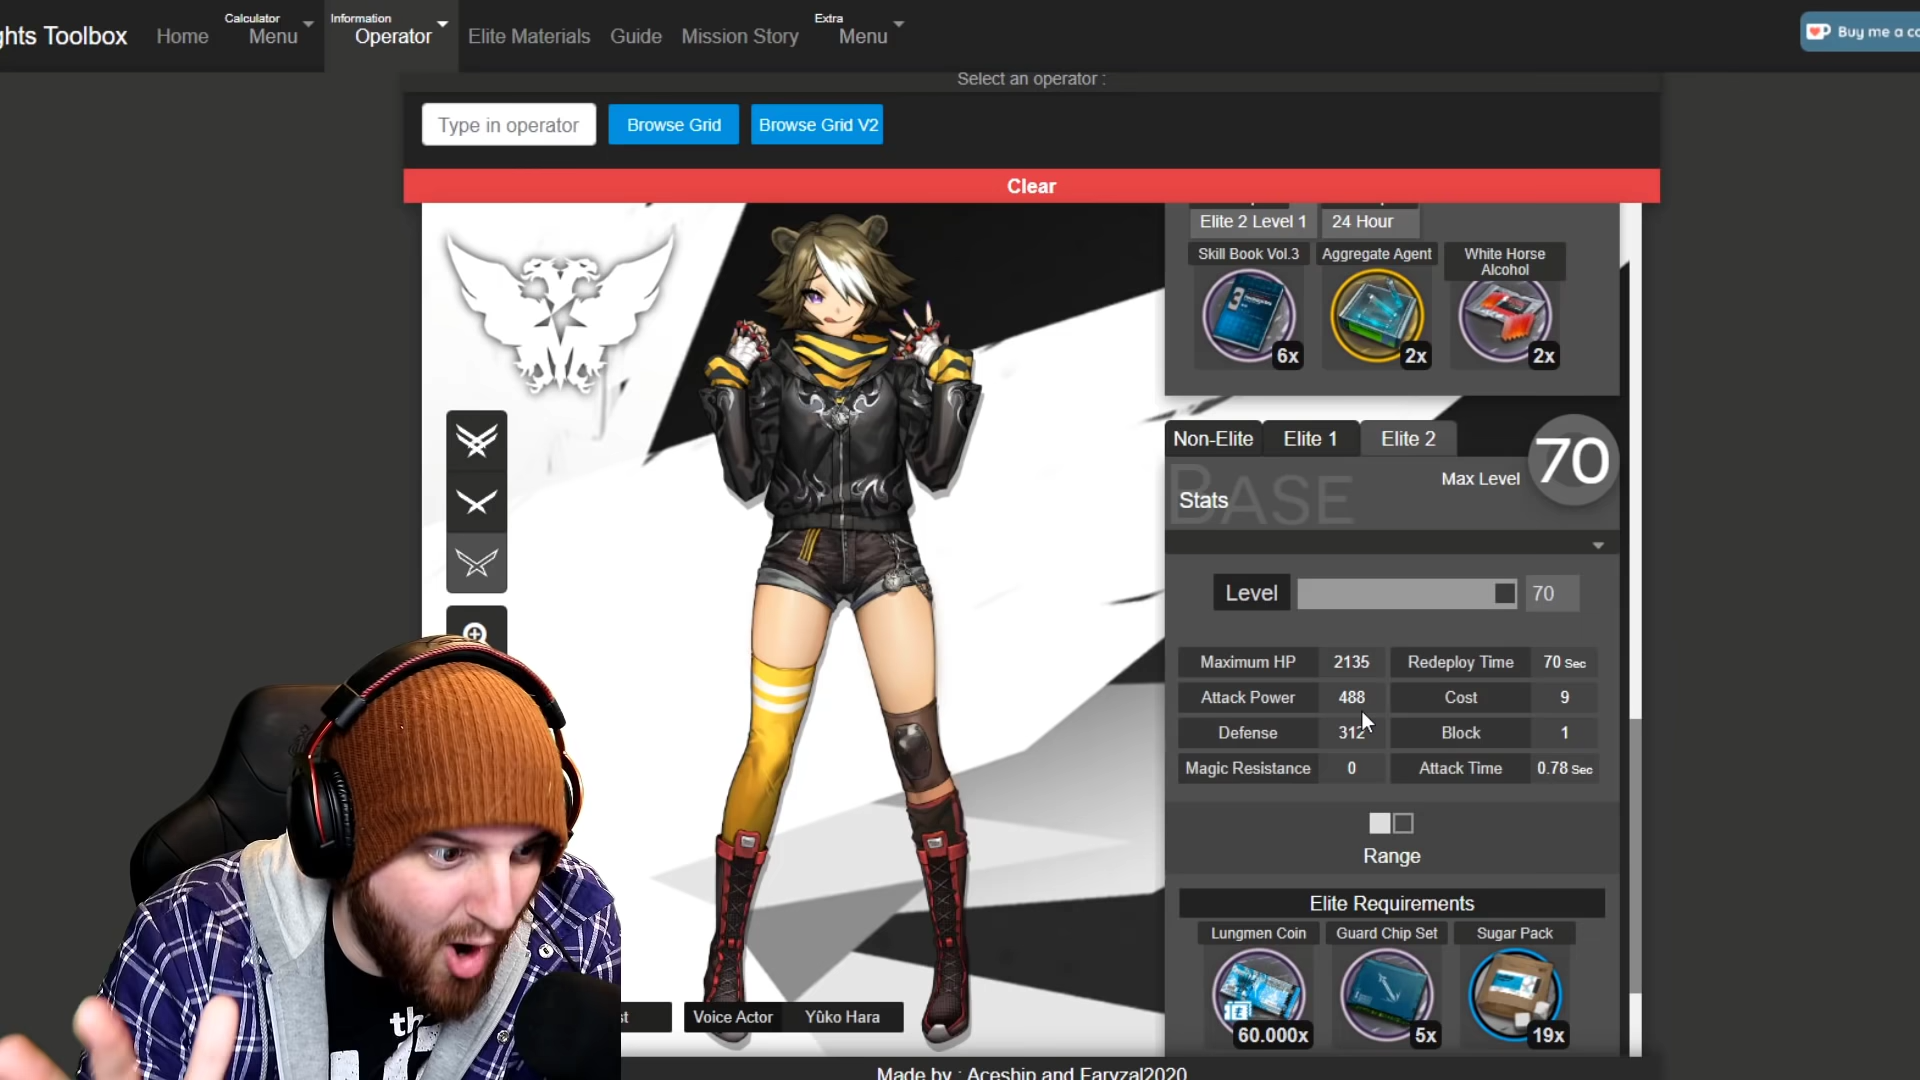 ghts Toolbox
Home
Calculator
Menu
Information
Operator
Elite Materials
Guide
Mission Story
Extra
Menu
Buy me a co
Select an operator :
Type in operator
Browse Grid
Browse Grid V2
Clear
Elite 2 Level 1
24 Hour
Skill Book Vol.3
Aggregate Agent
White Horse
Alcohol
6x
2x
2x
Non-Elite
Elite 1
Elite 2
BASE
Stats
Max Level
70
Level
70
Maximum HP 2135 Redeploy Time 70 Sec
Attack Power 488 Cost 9
Defense 312 Block 1
Magic Resistance 0 Attack Time 0.78 Sec
Range
Elite Requirements
Lungmen Coin
Guard Chip Set
Sugar Pack
60.000x
5x
19x
st
Voice Actor
Yûko Hara
Made by : Aceship and Faryzal2020